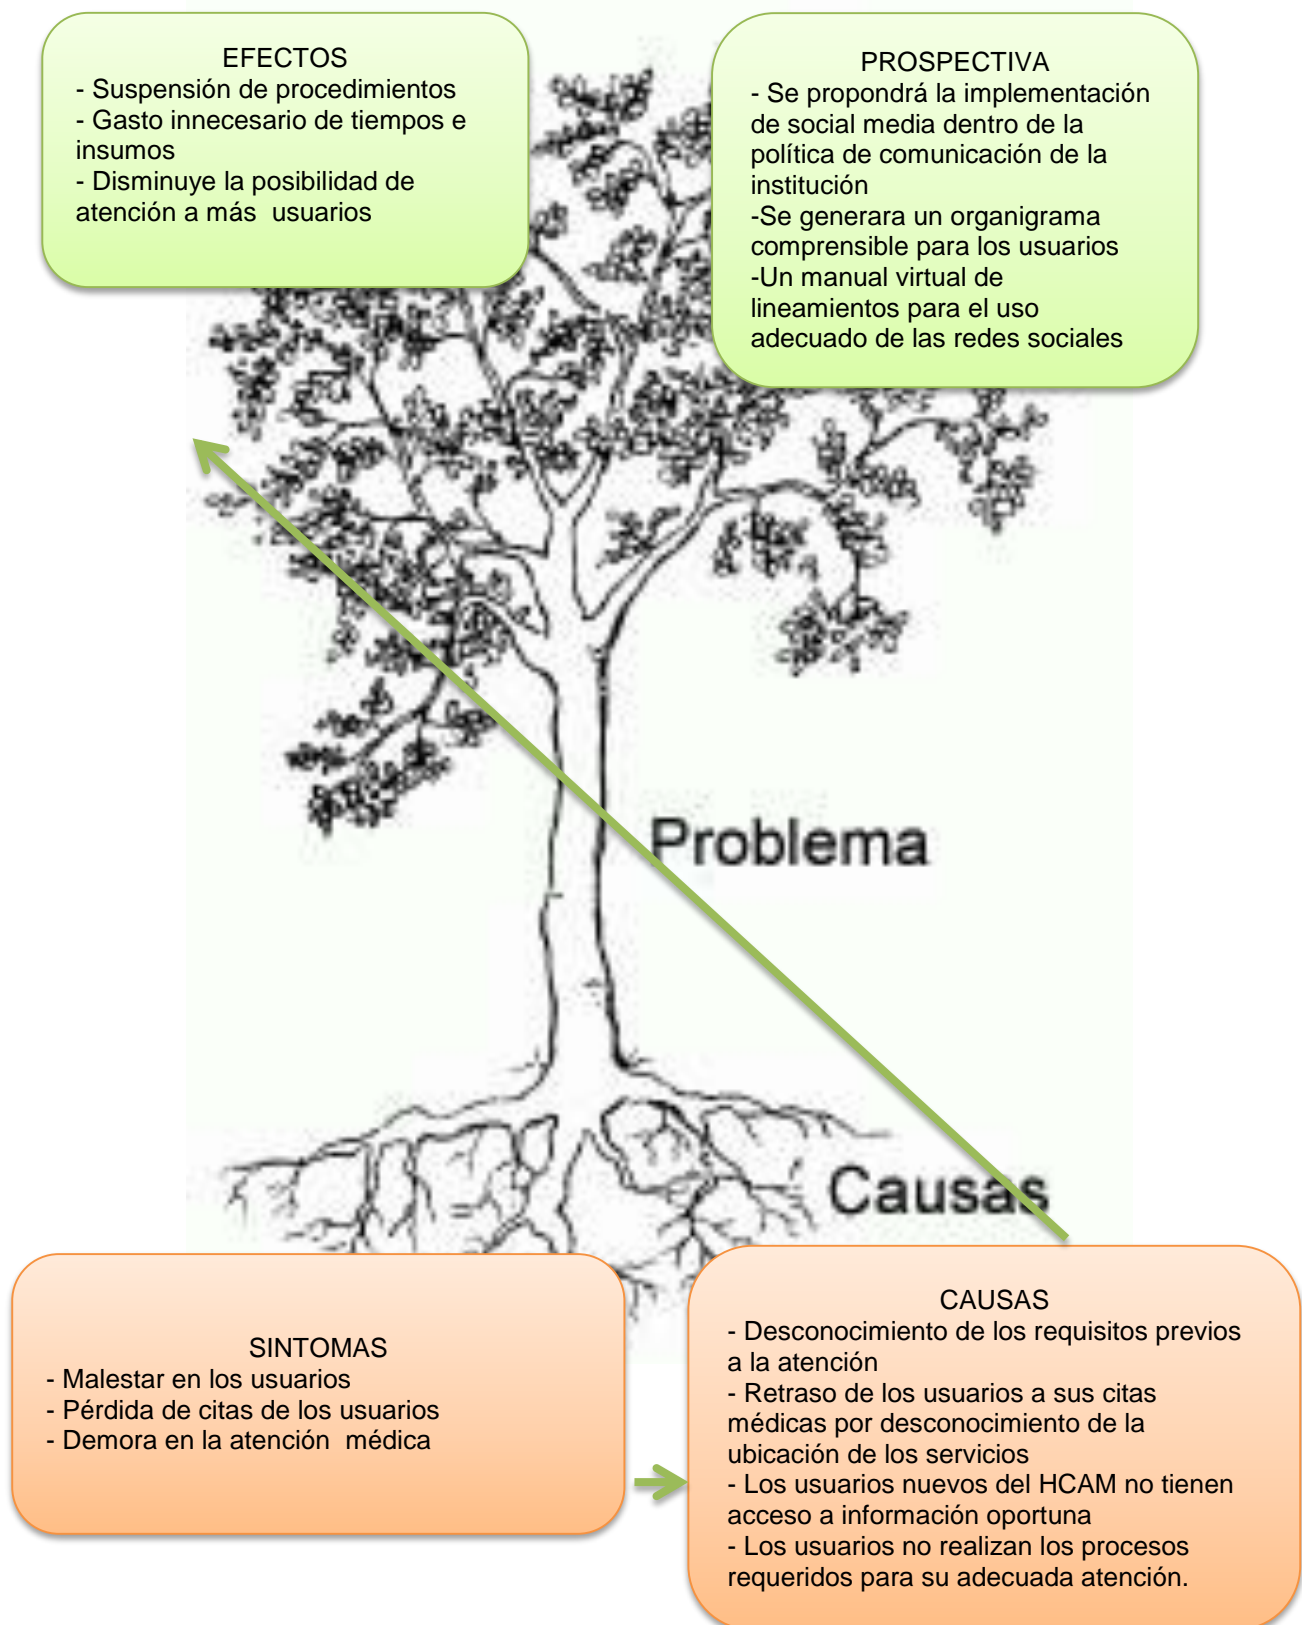 EFECTOS
- Suspensión de procedimientos
- Gasto innecesario de tiempos e
insumos
- Disminuye la posibilidad de
atención a más  usuarios
PROSPECTIVA
- Se propondrá la implementación
de social media dentro de la
política de comunicación de la
institución
-Se generara un organigrama
comprensible para los usuarios
-Un manual virtual de
lineamientos para el uso
adecuado de las redes sociales
Problema
Causas
SINTOMAS
- Malestar en los usuarios
- Pérdida de citas de los usuarios
- Demora en la atención  médica
CAUSAS
- Desconocimiento de los requisitos previos
a la atención
- Retraso de los usuarios a sus citas
médicas por desconocimiento de la
ubicación de los servicios
- Los usuarios nuevos del HCAM no tienen
acceso a información oportuna
- Los usuarios no realizan los procesos
requeridos para su adecuada atención.